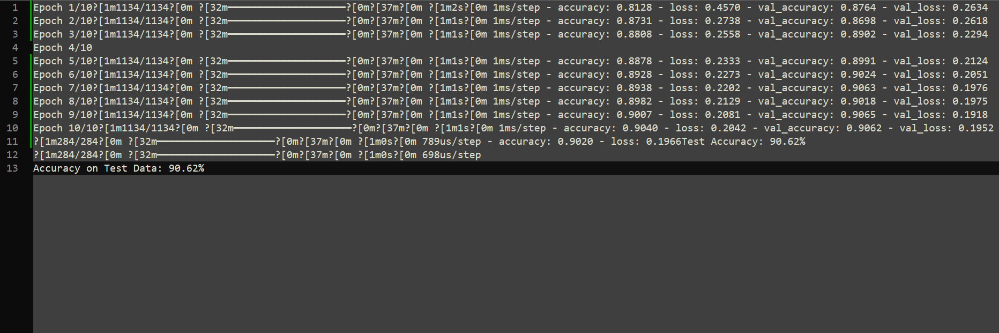 1 Epoch 1/10?[1m1134/1134?[0m ?[32m━━━━━━━━━━━━━━━━━━━━?[0m?[37m?[0m ?[1m2s?[0m 1ms/step - accuracy: 0.8128 - loss: 0.4570 - val_accuracy: 0.8764 - val_loss: 0.2634
2 Epoch 2/10?[1m1134/1134?[0m ?[32m━━━━━━━━━━━━━━━━━━━━?[0m?[37m?[0m ?[1m1s?[0m 1ms/step - accuracy: 0.8731 - loss: 0.2738 - val_accuracy: 0.8698 - val_loss: 0.2618
3 Epoch 3/10?[1m1134/1134?[0m ?[32m━━━━━━━━━━━━━━━━━━━━?[0m?[37m?[0m ?[1m1s?[0m 1ms/step - accuracy: 0.8808 - loss: 0.2558 - val_accuracy: 0.8902 - val_loss: 0.2294
4 Epoch 4/10
5 Epoch 5/10?[1m1134/1134?[0m ?[32m━━━━━━━━━━━━━━━━━━━━?[0m?[37m?[0m ?[1m1s?[0m 1ms/step - accuracy: 0.8878 - loss: 0.2333 - val_accuracy: 0.8991 - val_loss: 0.2124
6 Epoch 6/10?[1m1134/1134?[0m ?[32m━━━━━━━━━━━━━━━━━━━━?[0m?[37m?[0m ?[1m1s?[0m 1ms/step - accuracy: 0.8928 - loss: 0.2273 - val_accuracy: 0.9024 - val_loss: 0.2051
7 Epoch 7/10?[1m1134/1134?[0m ?[32m━━━━━━━━━━━━━━━━━━━━?[0m?[37m?[0m ?[1m1s?[0m 1ms/step - accuracy: 0.8938 - loss: 0.2202 - val_accuracy: 0.9063 - val_loss: 0.1976
8 Epoch 8/10?[1m1134/1134?[0m ?[32m━━━━━━━━━━━━━━━━━━━━?[0m?[37m?[0m ?[1m1s?[0m 1ms/step - accuracy: 0.8982 - loss: 0.2129 - val_accuracy: 0.9018 - val_loss: 0.1975
9 Epoch 9/10?[1m1134/1134?[0m ?[32m━━━━━━━━━━━━━━━━━━━━?[0m?[37m?[0m ?[1m1s?[0m 1ms/step - accuracy: 0.9007 - loss: 0.2081 - val_accuracy: 0.9065 - val_loss: 0.1918
10 Epoch 10/10?[1m1134/1134?[0m ?[32m━━━━━━━━━━━━━━━━━━━━?[0m?[37m?[0m ?[1m1s?[0m 1ms/step - accuracy: 0.9040 - loss: 0.2042 - val_accuracy: 0.9062 - val_loss: 0.1952
11 ?[1m284/284?[0m ?[32m━━━━━━━━━━━━━━━━━━━━?[0m?[37m?[0m ?[1m0s?[0m 789us/step - accuracy: 0.9020 - loss: 0.1966Test Accuracy: 90.62%
12 ?[1m284/284?[0m ?[32m━━━━━━━━━━━━━━━━━━━━?[0m?[37m?[0m ?[1m0s?[0m 698us/step
13 Accuracy on Test Data: 90.62%